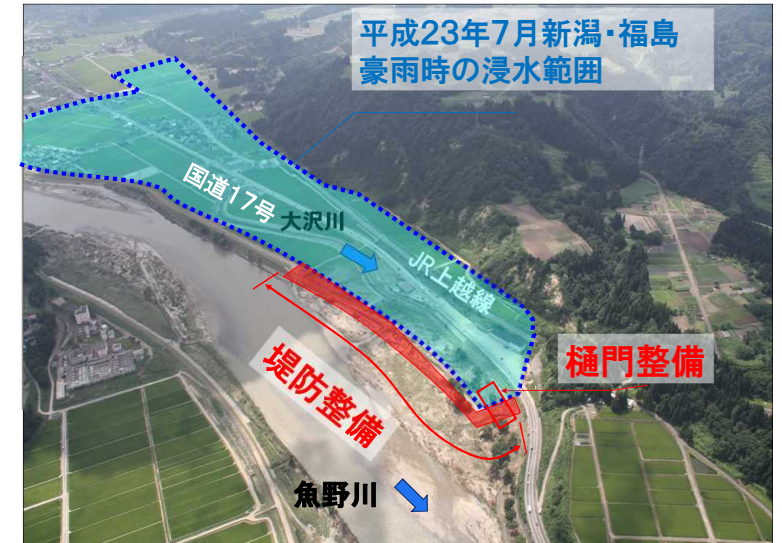 平成23年7月新潟・福島
豪雨時の浸水範囲
国道17号
大沢川
JR上越線
樋門整備
堤防整備
魚野川